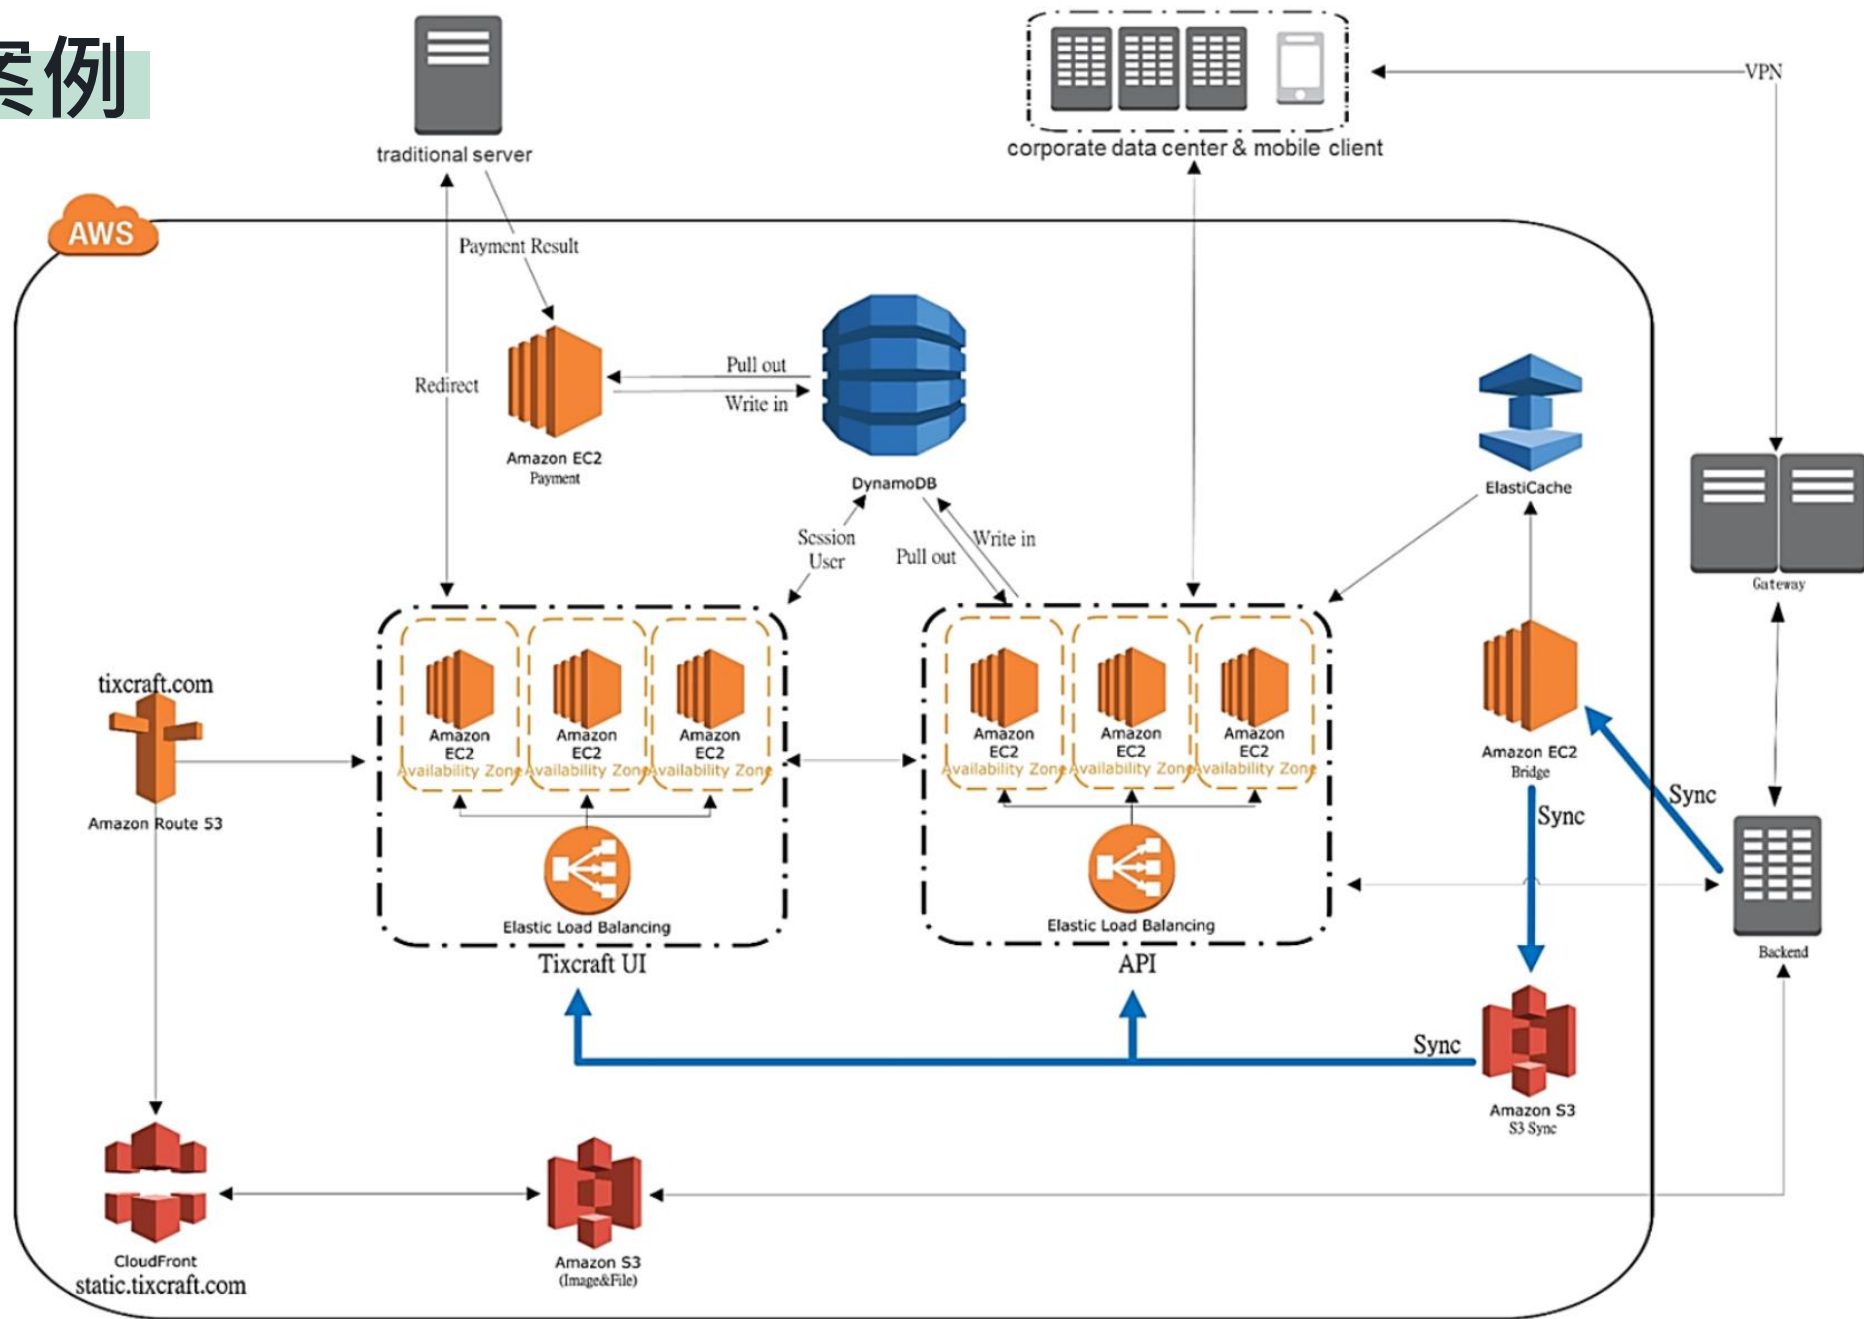 案例
traditional server
corporate data center & mobile client
VPN
AWS
Payment Result
Redirect
Pull out
Write in
Amazon EC2
Payment
DynamoDB
ElastiCache
Session
User
Pull out
Write in
Gateway
tixcraft.com
Amazon Route 53
Amazon
EC2
Availability Zone
Amazon
EC2
Availability Zone
Amazon
EC2
Availability Zone
Elastic Load Balancing
Tixcraft UI
Amazon
EC2
Availability Zone
Amazon
EC2
Availability Zone
Amazon
EC2
Availability Zone
Elastic Load Balancing
API
Amazon EC2
Bridge
Sync
Sync
Backend
Sync
Amazon S3
S3 Sync
CloudFront
static.tixcraft.com
Amazon S3
(Image&File)